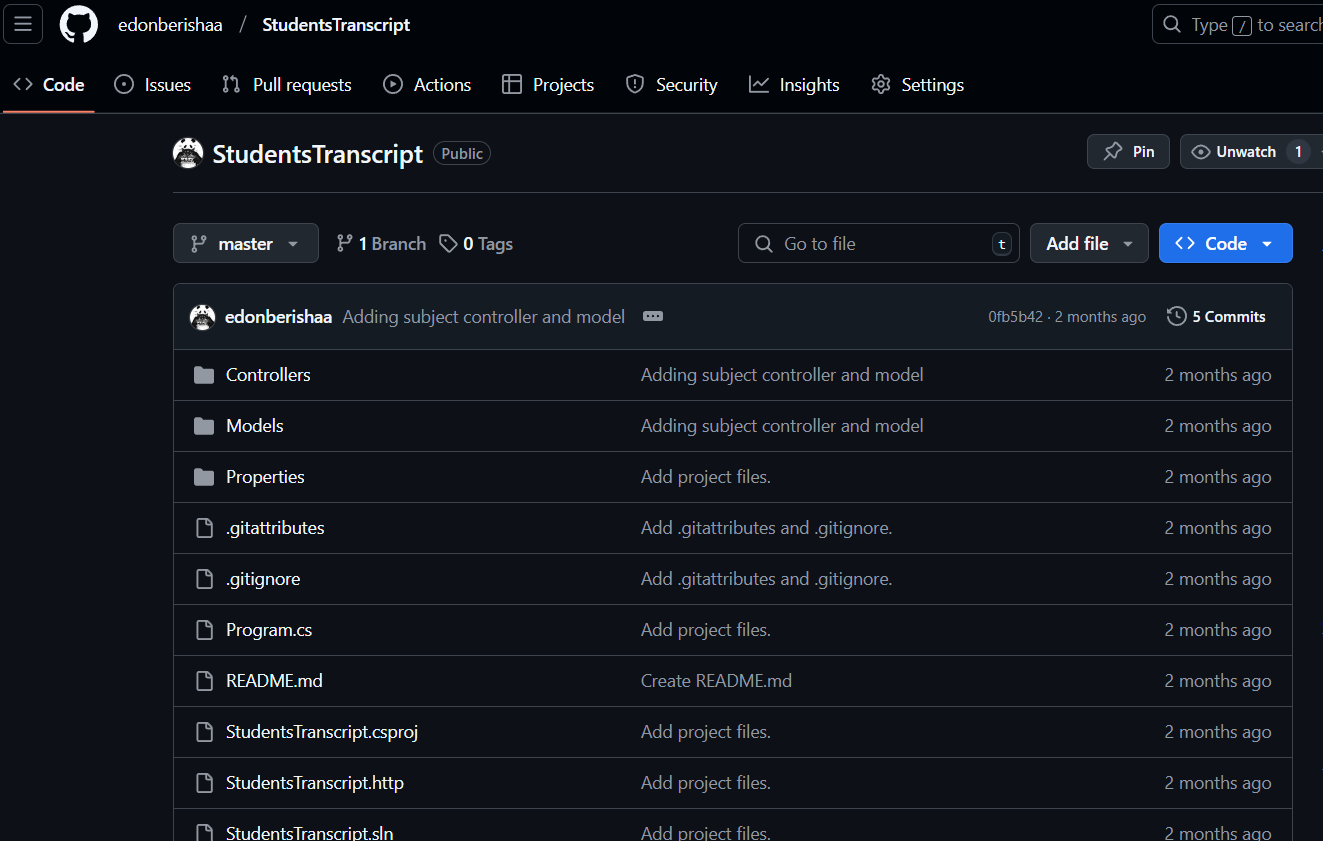 edonberishaa / StudentsTranscript
Type / to search
Code Issues Pull requests Actions Projects Security Insights Settings
StudentsTranscript Public
Pin Unwatch 1
master 1 Branch 0 Tags
Go to file t Add file Code
edonberishaa Adding subject controller and model 0fb5b42 · 2 months ago 5 Commits
Controllers Adding subject controller and model 2 months ago
Models Adding subject controller and model 2 months ago
Properties Add project files. 2 months ago
.gitattributes Add .gitattributes and .gitignore. 2 months ago
.gitignore Add .gitattributes and .gitignore. 2 months ago
Program.cs Add project files. 2 months ago
README.md Create README.md 2 months ago
StudentsTranscript.csproj Add project files. 2 months ago
StudentsTranscript.http Add project files. 2 months ago
StudentsTranscript.sln Add project files. 2 months ago